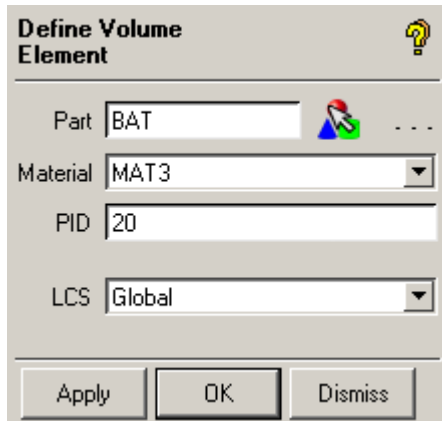 Define Volume
Element
Part BAT . . .
Material MAT3
PID 20
LCS Global
Apply OK Dismiss